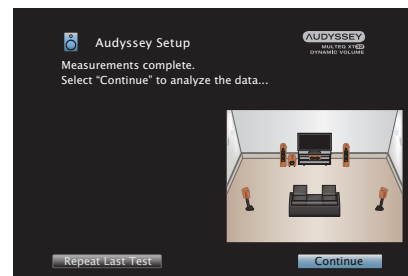 Audyssey Setup
AUDYSSEY
MULTEQ XT32
DYNAMIC VOLUME
Measurements complete.
Select “Continue” to analyze the data...
Repeat Last Test
Continue